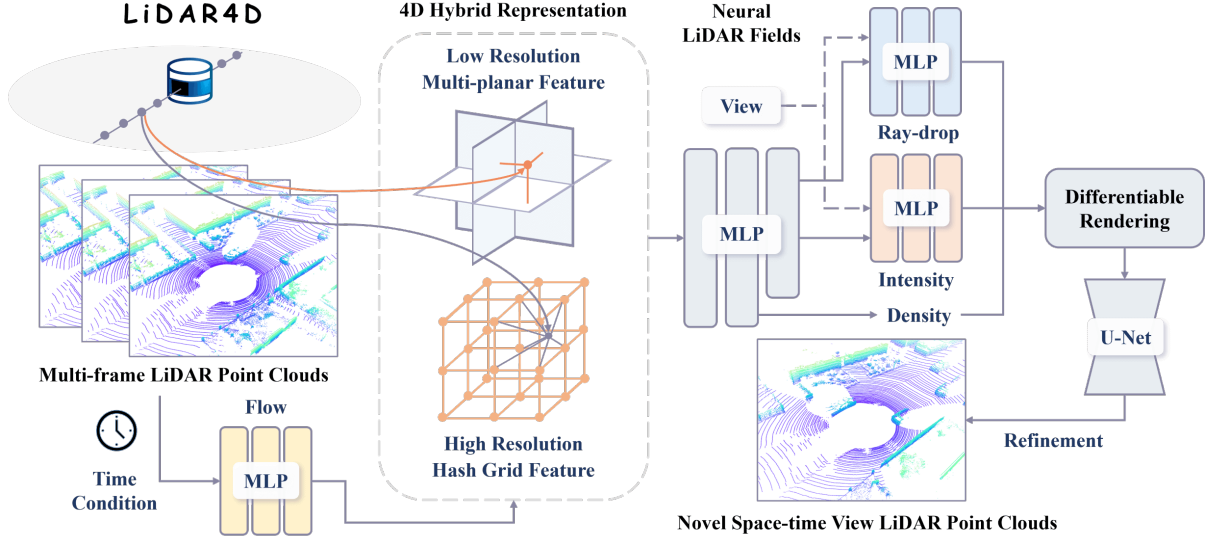 LiDAR4D
4D Hybrid Representation
Low Resolution
Multi-planar Feature
High Resolution
Hash Grid Feature
Multi-frame LiDAR Point Clouds
Time
Condition
Flow
MLP
Neural
LiDAR Fields
View
MLP
MLP
Ray-drop
MLP
Intensity
Density
Differentiable
Rendering
U-Net
Refinement
Novel Space-time View LiDAR Point Clouds